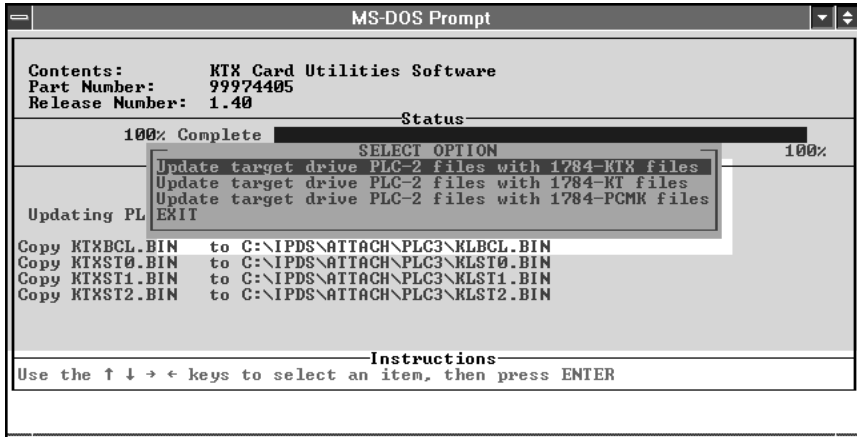 MS-DOS Prompt
Contents: KTX Card Utilities Software
Part Number: 99974405
Release Number: 1.40
Status
100% Complete
100%
SELECT OPTION
Update target drive PLC-2 files with 1784-KTX files
Update target drive PLC-2 files with 1784-KT files
Update target drive PLC-2 files with 1784-PCMK files
EXIT
Updating PL
Copy KTXBCL.BIN to C:\IPDS\ATTACH\PLC3\KLBCL.BIN
Copy KTXST0.BIN to C:\IPDS\ATTACH\PLC3\KLST0.BIN
Copy KTXST1.BIN to C:\IPDS\ATTACH\PLC3\KLST1.BIN
Copy KTXST2.BIN to C:\IPDS\ATTACH\PLC3\KLST2.BIN
Instructions
Use the ↑ ↓ → ← keys to select an item, then press ENTER